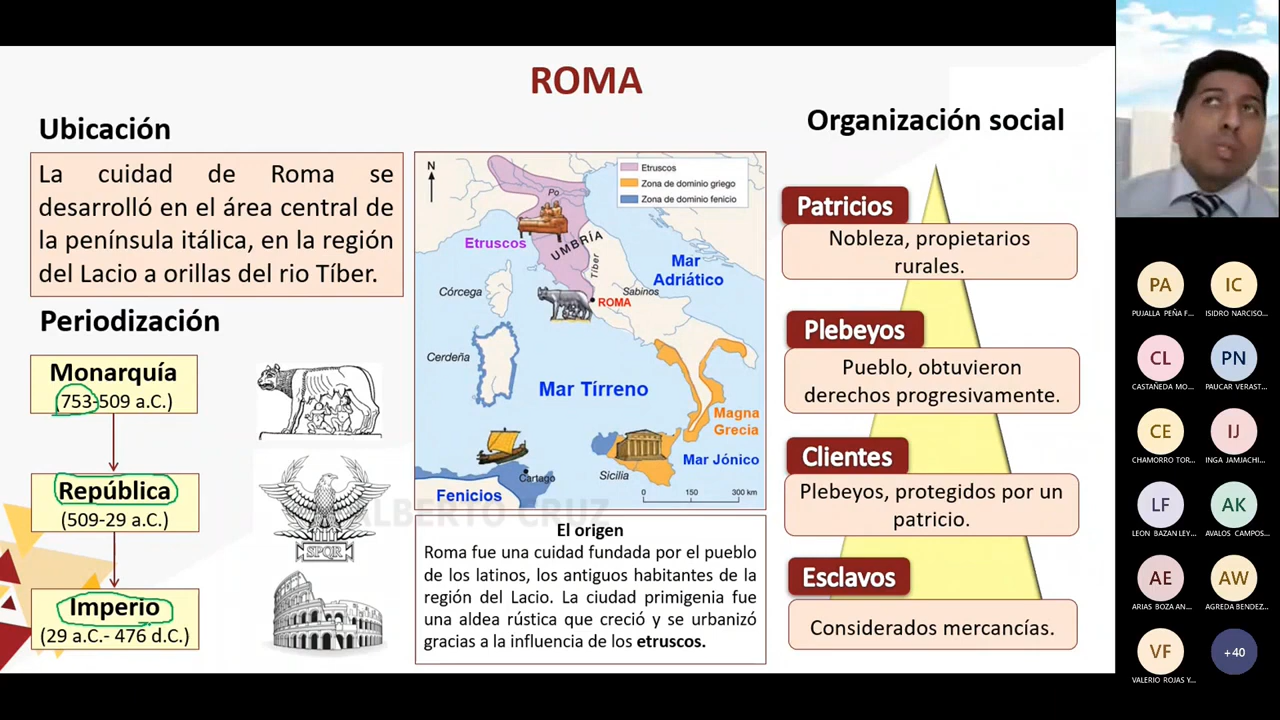 ROMA
Ubicación
La cuidad de Roma se
desarrolló en el área central de
la península itálica, en la región
del Lacio a orillas del rio Tíber.
Periodización
Monarquía
(753-509 a.C.)
República
(509-29 a.C.)
Imperio
(29 a.C.- 476 d.C.)
SPQR
N
Etruscos
Zona de dominio griego
Zona de dominio fenicio
Po
Etruscos
UMBRÍA
Tíber
Mar
Adriático
Córcega
Sabinos
ROMA
Cerdeña
Mar Tírreno
Magna
Grecia
Mar Jónico
Cartago
Sicilia
Fenicios
0 150 300 km
ALBERTO CRUZ
El origen
Roma fue una cuidad fundada por el pueblo
de los latinos, los antiguos habitantes de la
región del Lacio. La ciudad primigenia fue
una aldea rústica que creció y se urbanizó
gracias a la influencia de los etruscos.
Organización social
Patricios
Nobleza, propietarios
rurales.
Plebeyos
Pueblo, obtuvieron
derechos progresivamente.
Clientes
Plebeyos, protegidos por un
patricio.
Esclavos
Considerados mercancías.
PA IC
PUJALLA PEÑA F... ISIDRO NARCISO...
CL PN
CASTAÑEDA MO... PAUCAR VERAST...
CE IJ
CHAMORRO TOR... INGA JAMJACHI...
LF AK
LEON BAZAN LEY... AVALOS CAMPOS...
AE AW
ARIAS BOZA AN... AGREDA BENDEZ...
VF +40
VALERIO ROJAS Y...